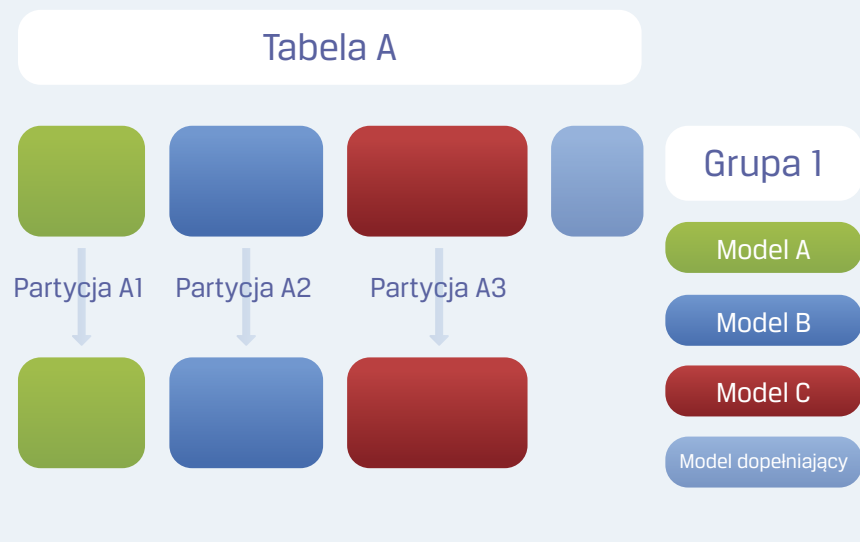 Tabela A
Grupa 1
Model A
Partycja A1
Partycja A2
Partycja A3
Model B
Model C
Model dopełniający